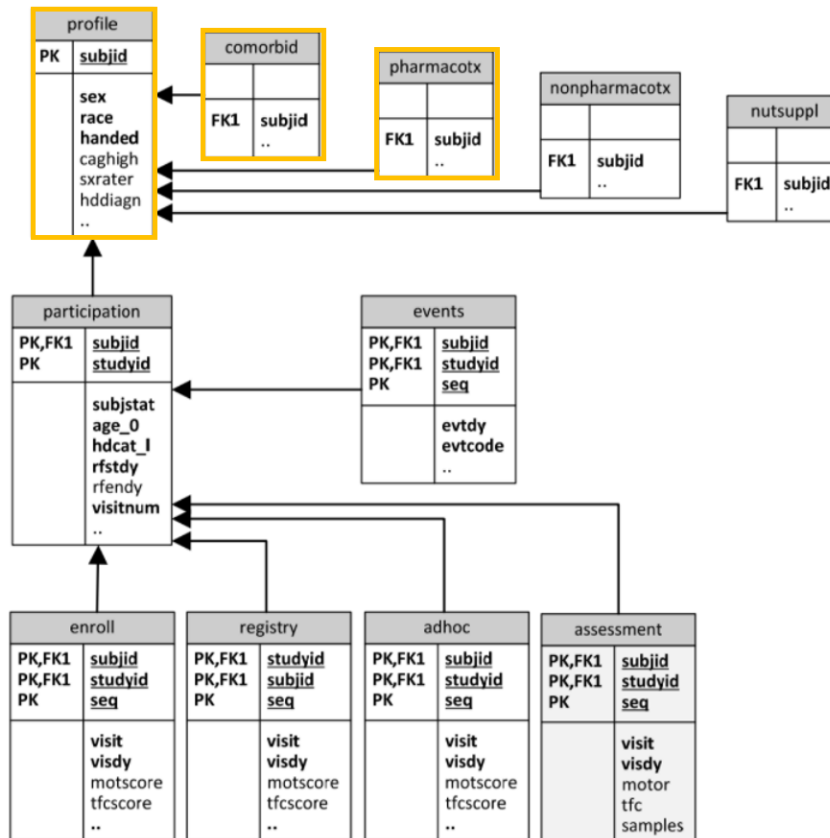 profile
PK subjid
sex
race
handed
caghigh
sxrater
hddiagn
..
comorbid
FK1 subjid
..
pharmacotx
FK1 subjid
..
nonpharmacotx
FK1 subjid
..
nutsuppl
FK1 subjid
..
participation
PK,FK1 subjid
PK studyid
subjstat
age_0
hdcat_l
rfstdy
rfendy
visitnum
..
events
PK,FK1 subjid
PK,FK1 studyid
PK seq
evtdy
evtcode
..
enroll
PK,FK1 subjid
PK,FK1 studyid
PK seq
visit
visdy
motscore
tfcscore
..
registry
PK,FK1 studyid
PK,FK1 subjid
PK seq
visit
visdy
motscore
tfcscore
..
adhoc
PK,FK1 subjid
PK,FK1 studyid
PK seq
visit
visdy
motscore
tfcscore
..
assessment
PK,FK1 subjid
PK,FK1 studyid
PK seq
visit
visdy
motor
tfc
samples